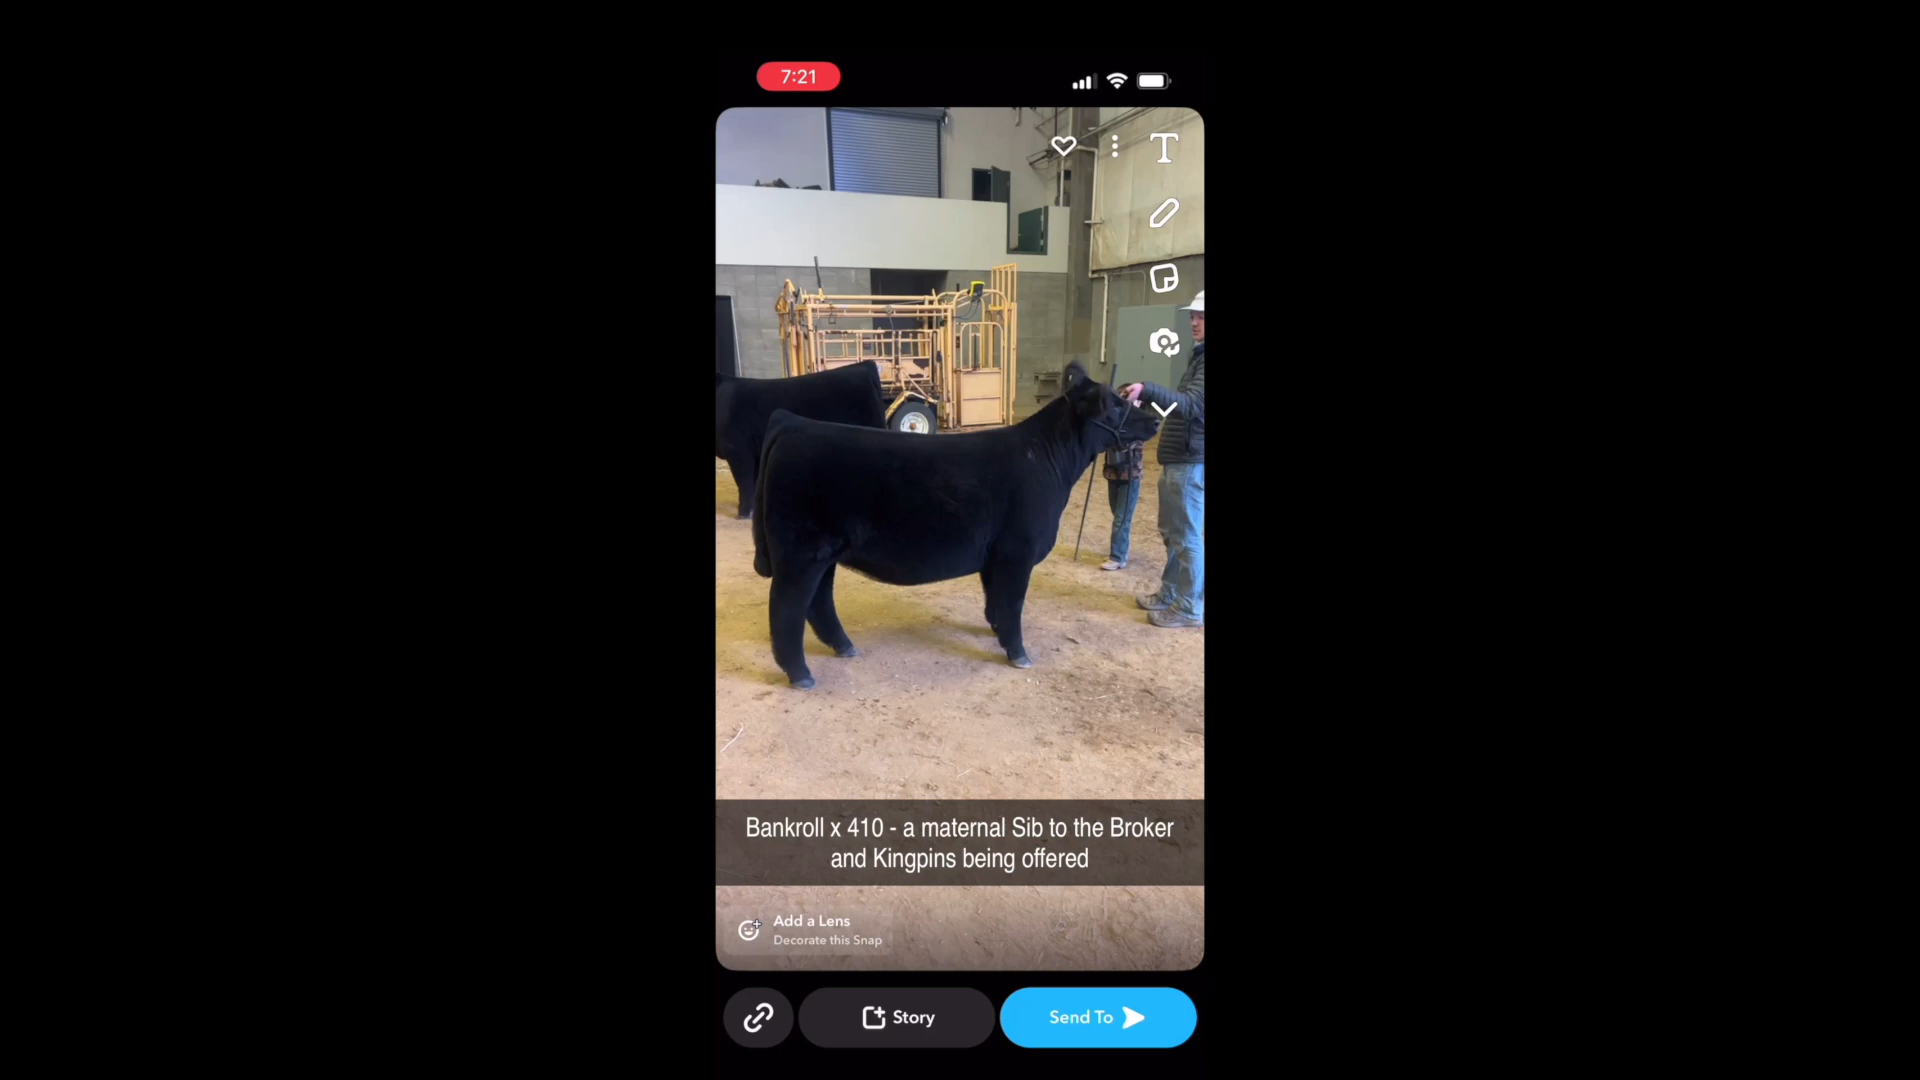 7:21
T
Bankroll x 410 - a maternal Sib to the Broker
and Kingpins being offered
Add a Lens
Decorate this Snap
Story
Send To